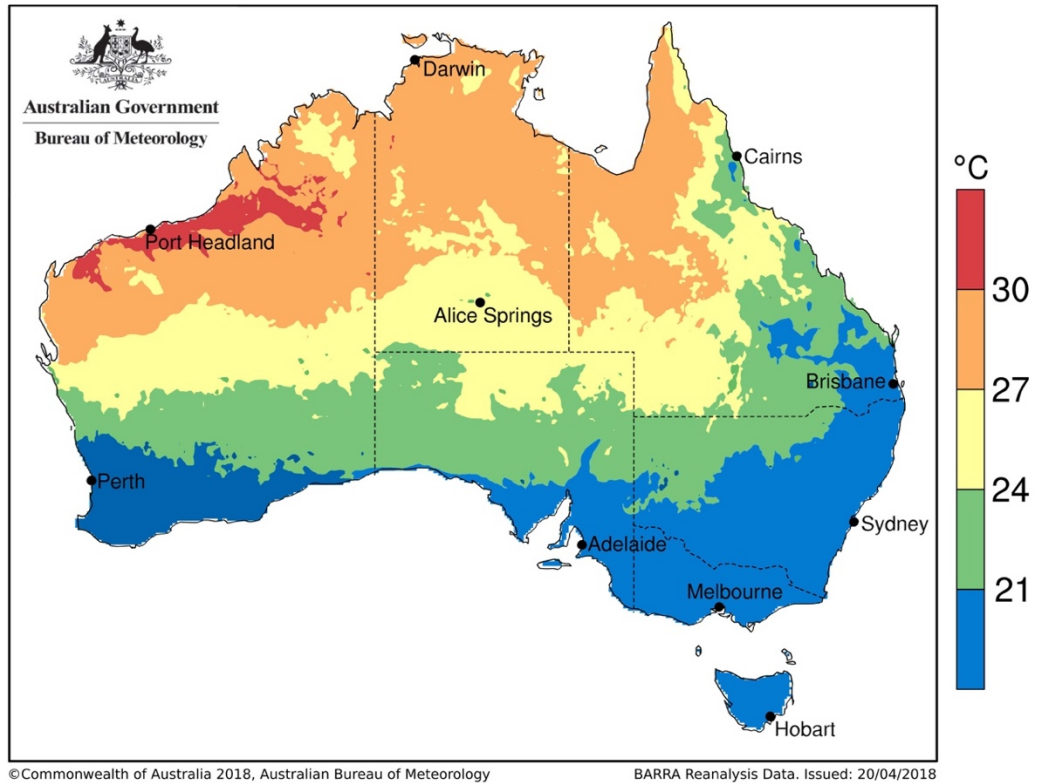 Australian Government
Bureau of Meteorology
Darwin
Cairns
°C
Port Headland
30
Alice Springs
27
Brisbane
24
Perth
Sydney
Adelaide
21
Melbourne
Hobart
©Commonwealth of Australia 2018, Australian Bureau of Meteorology
BARRA Reanalysis Data. Issued: 20/04/2018